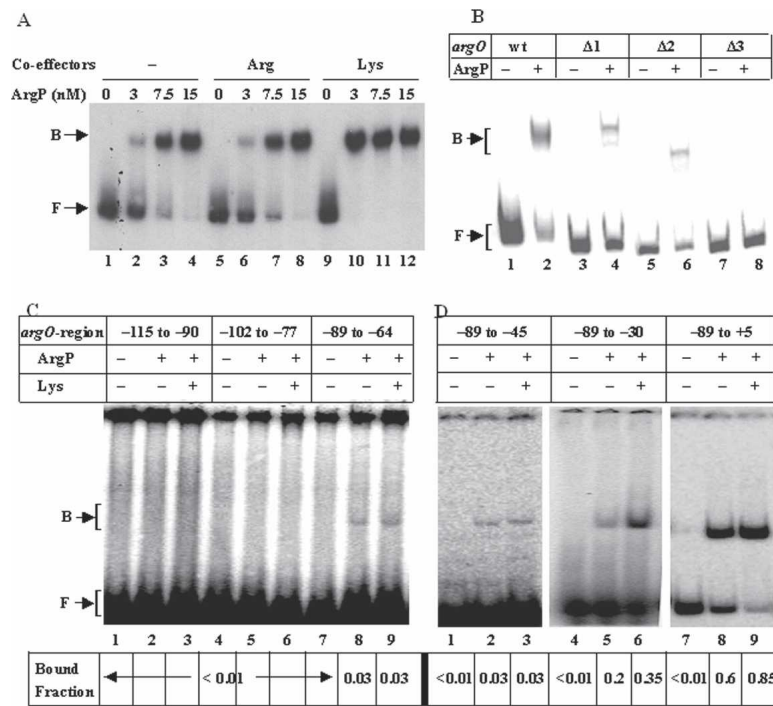 A
Co-effectors – Arg Lys
ArgP (nM) 0 3 7.5 15 0 3 7.5 15 0 3 7.5 15
B
F
1 2 3 4 5 6 7 8 9 10 11 12
B
argO wt Δ1 Δ2 Δ3
ArgP – + – + – + – +
B
F
1 2 3 4 5 6 7 8
C
argO-region –115 to –90 –102 to –77 –89 to –64
ArgP – + + – + + – + +
Lys – – + – – + – – +
B
F
1 2 3 4 5 6 7 8 9
D
–89 to –45 –89 to –30 –89 to +5
– + + – + + – + +
– – + – – + – – +
1 2 3 4 5 6 7 8 9
Bound Fraction < 0.01 0.03 0.03 <0.01 0.03 0.03 <0.01 0.2 0.35 <0.01 0.6 0.85